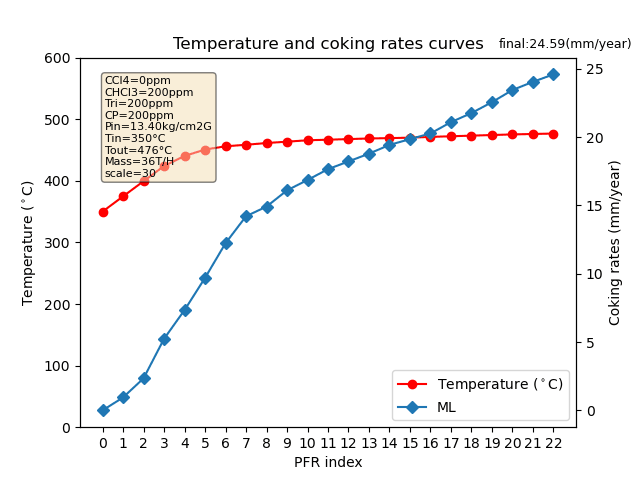 Temperature and coking rates curves
final:24.59(mm/year)
CCl4=0ppm
CHCl3=200ppm
Tri=200ppm
CP=200ppm
Pin=13.40kg/cm2G
Tin=350°C
Tout=476°C
Mass=36T/H
scale=30
Temperature (°C)
600
500
400
300
200
100
0
Coking rates (mm/year)
25
20
15
10
5
0
Temperature (°C)
ML
0 1 2 3 4 5 6 7 8 9 10 11 12 13 14 15 16 17 18 19 20 21 22
PFR index